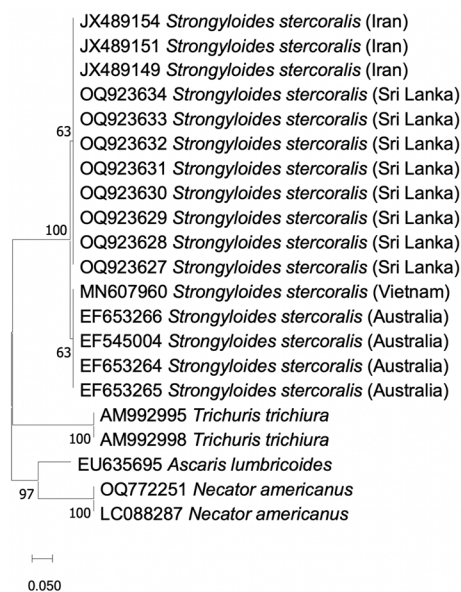 JX489154 Strongyloides stercoralis (Iran)
JX489151 Strongyloides stercoralis (Iran)
JX489149 Strongyloides stercoralis (Iran)
OQ923634 Strongyloides stercoralis (Sri Lanka)
OQ923633 Strongyloides stercoralis (Sri Lanka)
63
OQ923632 Strongyloides stercoralis (Sri Lanka)
OQ923631 Strongyloides stercoralis (Sri Lanka)
OQ923630 Strongyloides stercoralis (Sri Lanka)
OQ923629 Strongyloides stercoralis (Sri Lanka)
100
OQ923628 Strongyloides stercoralis (Sri Lanka)
OQ923627 Strongyloides stercoralis (Sri Lanka)
MN607960 Strongyloides stercoralis (Vietnam)
EF653266 Strongyloides stercoralis (Australia)
EF545004 Strongyloides stercoralis (Australia)
63
EF653264 Strongyloides stercoralis (Australia)
EF653265 Strongyloides stercoralis (Australia)
AM992995 Trichuris trichiura
100 AM992998 Trichuris trichiura
EU635695 Ascaris lumbricoides
97
OQ772251 Necator americanus
100 LC088287 Necator americanus
0.050